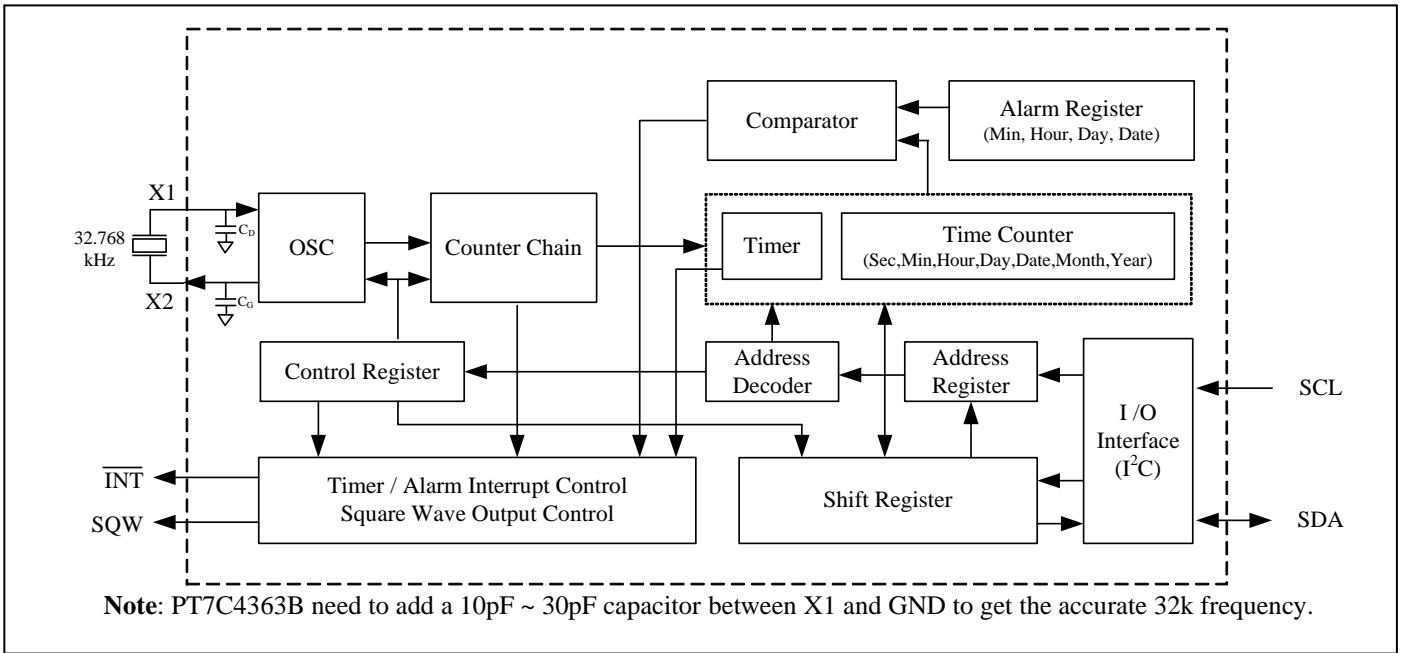 Comparator
Alarm Register
(Min, Hour, Day, Date)
X1
C_D
32.768
kHz
OSC
Counter Chain
Timer
Time Counter
(Sec,Min,Hour,Day,Date,Month,Year)
X2
C_G
Control Register
Address
Decoder
Address
Register
I /O
Interface
(I²C)
SCL
INT
SQW
Timer / Alarm Interrupt Control
Square Wave Output Control
Shift Register
SDA
Note: PT7C4363B need to add a 10pF ~ 30pF capacitor between X1 and GND to get the accurate 32k frequency.